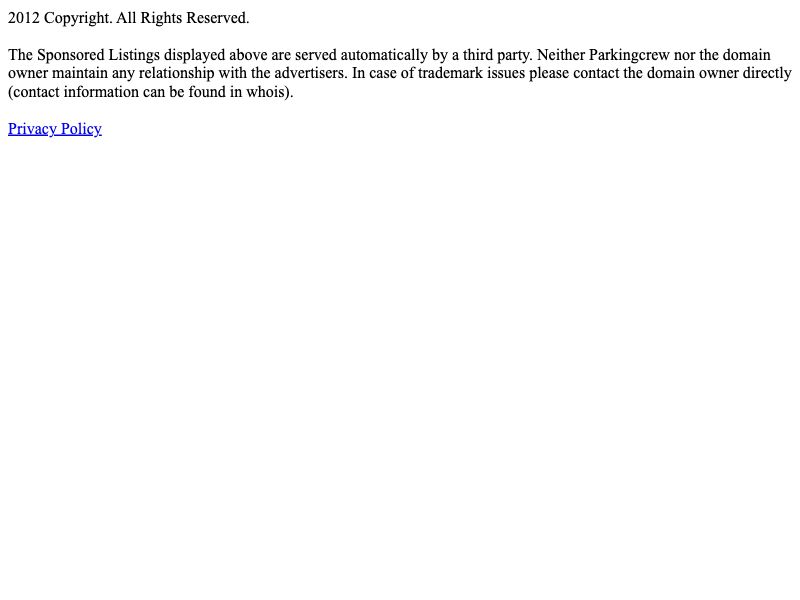 2012 Copyright. All Rights Reserved.
The Sponsored Listings displayed above are served automatically by a third party. Neither Parkingcrew nor the domain
owner maintain any relationship with the advertisers. In case of trademark issues please contact the domain owner directly
(contact information can be found in whois).
Privacy Policy